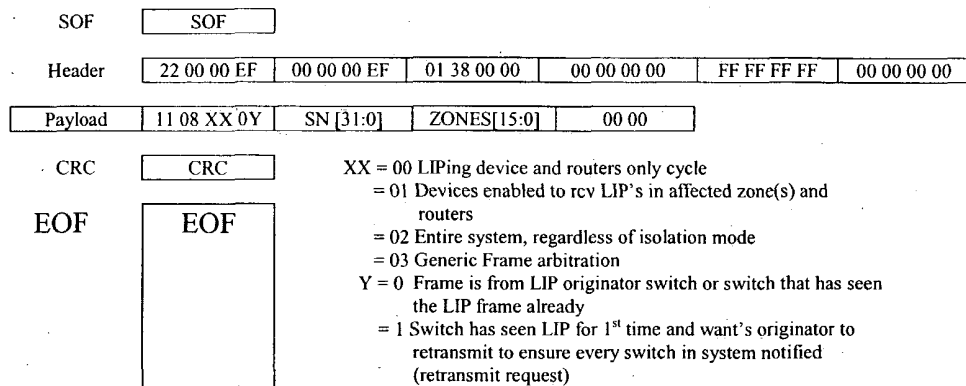 SOF SOF
Header 22 00 00 EF 00 00 00 EF 01 38 00 00 00 00 00 00 FF FF FF FF 00 00 00 00
Payload 11 08 XX 0Y SN [31:0] ZONES[15:0] 00 00
CRC CRC
XX = 00 LIPing device and routers only cycle
= 01 Devices enabled to rcv LIP's in affected zone(s) and
routers
EOF EOF
= 02 Entire system, regardless of isolation mode
= 03 Generic Frame arbitration
Y = 0 Frame is from LIP originator switch or switch that has seen
the LIP frame already
= 1 Switch has seen LIP for 1st time and want's originator to
retransmit to ensure every switch in system notified
(retransmit request)